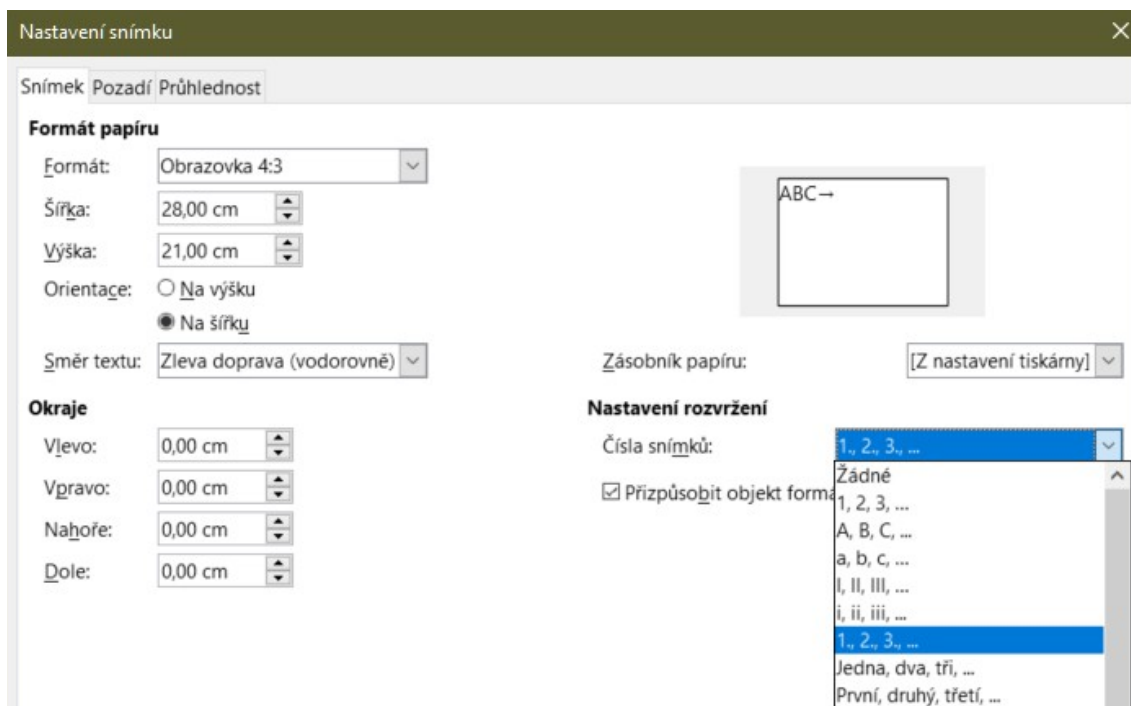 Nastavení snímku
Snímek Pozadí Průhlednost
Formát papíru
Formát: Obrazovka 4:3
Šířka: 28,00 cm
Výška: 21,00 cm
Orientace: Na výšku
Na šířku
ABC→
Směr textu: Zleva doprava (vodorovně)
Zásobník papíru: [Z nastavení tiskárny]
Okraje
Vlevo: 0,00 cm
Vpravo: 0,00 cm
Nahoře: 0,00 cm
Dole: 0,00 cm
Nastavení rozvržení
Čísla snímků: 1., 2., 3., ...
Přizpůsobit objekt formá
Žádné
1, 2, 3, ...
A, B, C, ...
a, b, c, ...
I, II, III, ...
i, ii, iii, ...
1., 2., 3., ...
Jedna, dva, tři, ...
První, druhý, třetí, ...